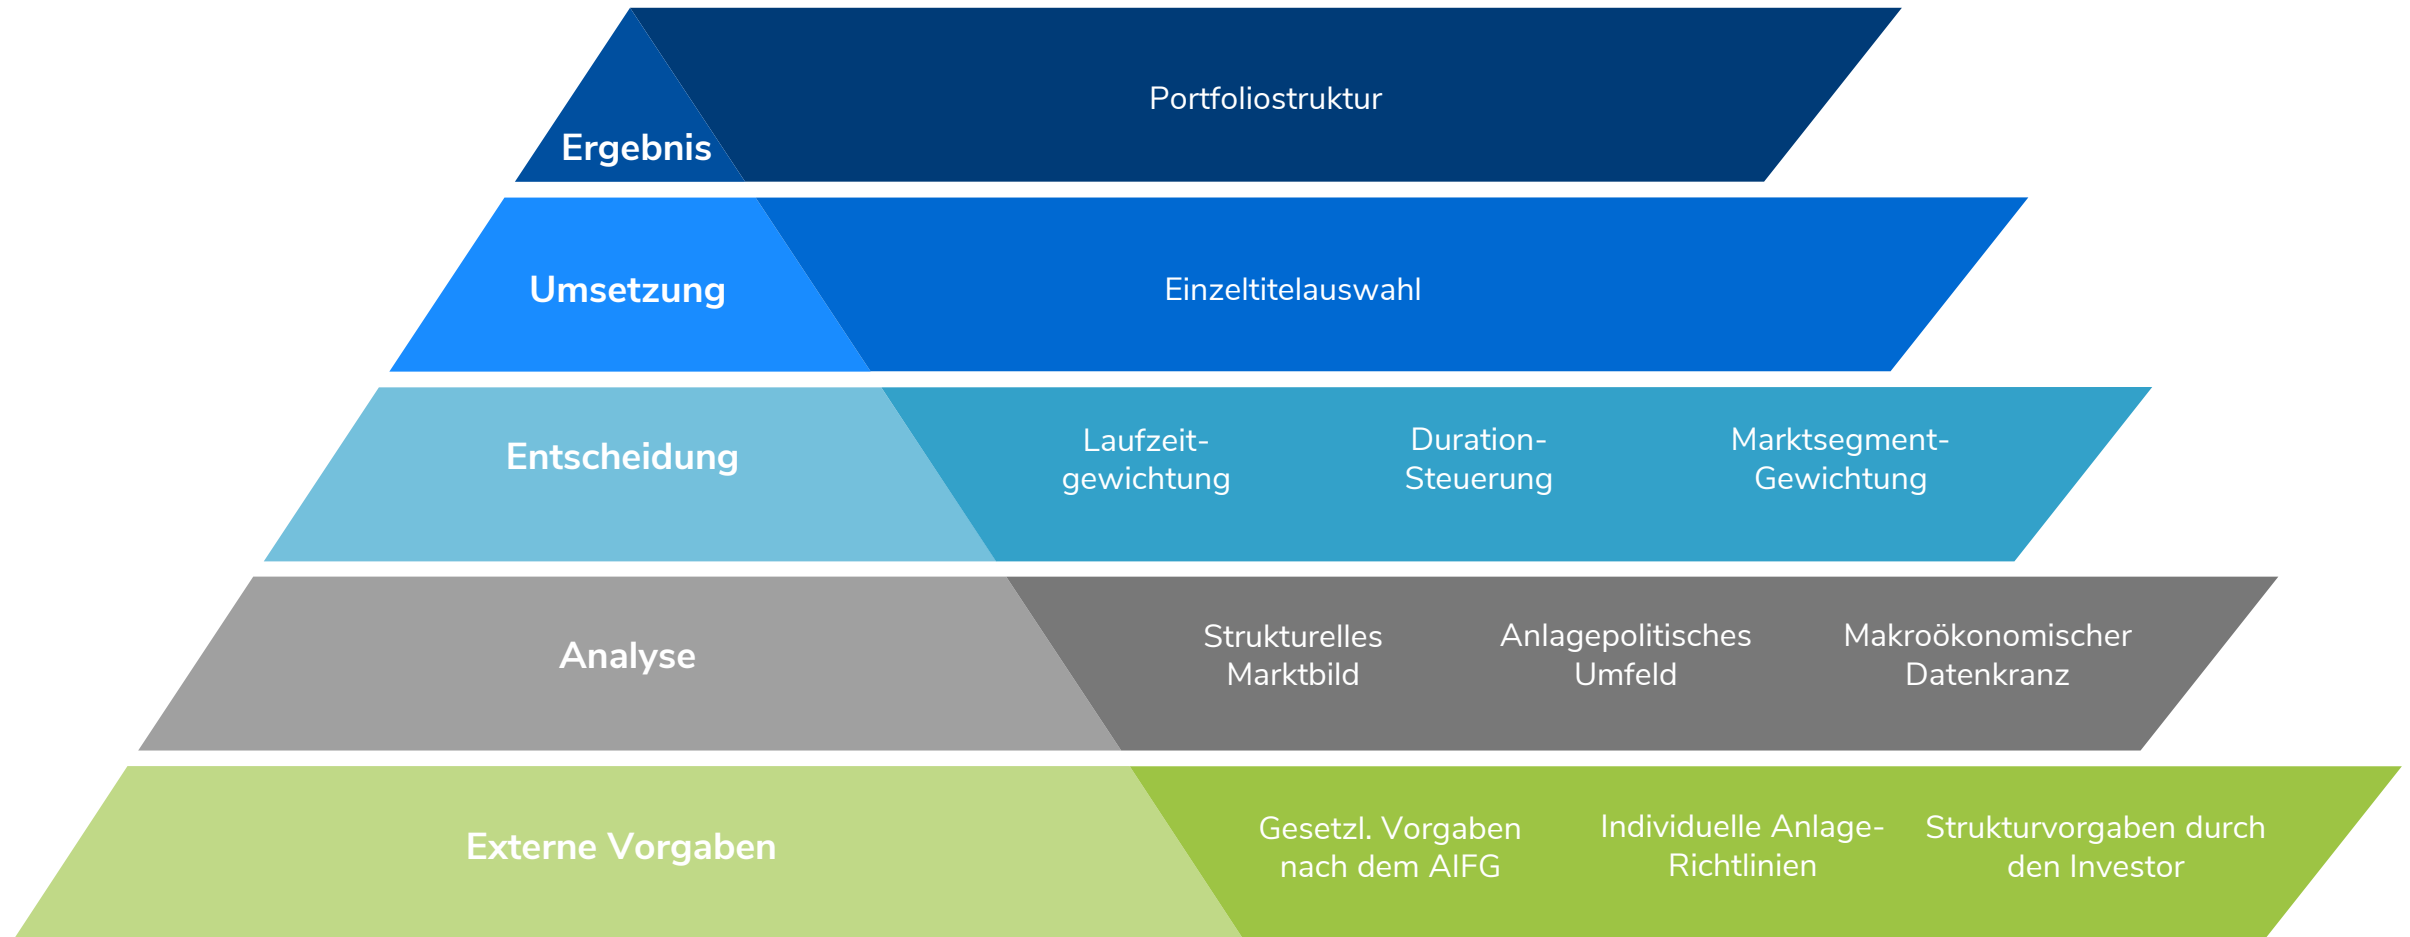 Portfoliostruktur
Ergebnis
Umsetzung
Einzeltitelauswahl
Entscheidung
Laufzeit-
gewichtung
Duration-
Steuerung
Marktsegment-
Gewichtung
Analyse
Strukturelles
Marktbild
Anlagepolitisches
Umfeld
Makroökonomischer
Datenkranz
Externe Vorgaben
Gesetzl. Vorgaben
nach dem AIFG
Individuelle Anlage-
Richtlinien
Strukturvorgaben durch
den Investor